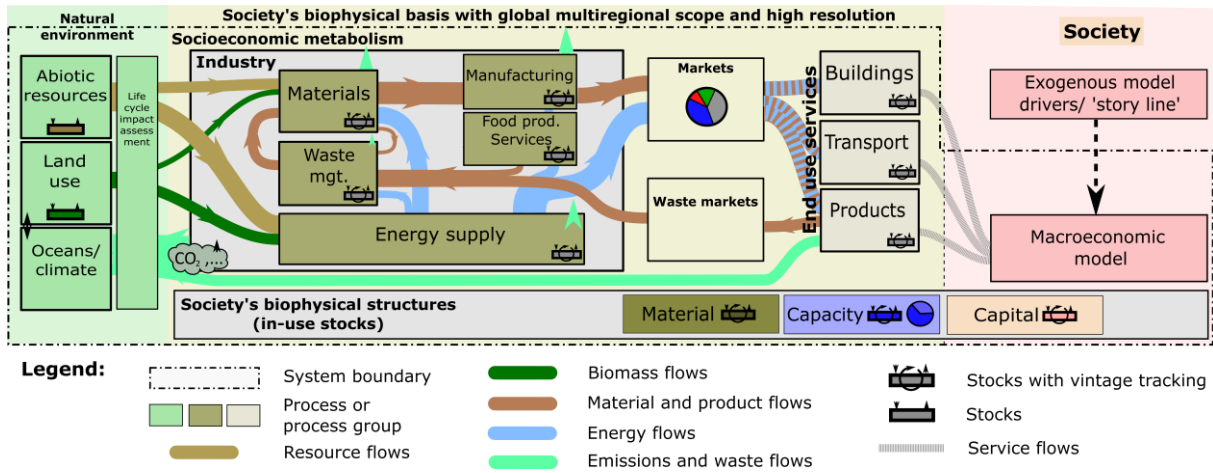 Natural
environment
Society's biophysical basis with global multiregional scope and high resolution
Society
Socioeconomic metabolism
Industry
Abiotic
resources
Land
use
Oceans/
climate
Life
cycle
impact
assess
ment
Materials
Waste
mgt.
Manufacturing
Food prod.
Services
Energy supply
CO2 ,...
Markets
Waste markets
End use services
Buildings
Transport
Products
Exogenous model
drivers/ 'story line'
Macroeconomic
model
Society's biophysical structures
(in-use stocks)
Material
Capacity
Capital
Legend:
System boundary
Process or
process group
Resource flows
Biomass flows
Material and product flows
Energy flows
Emissions and waste flows
Stocks with vintage tracking
Stocks
Service flows